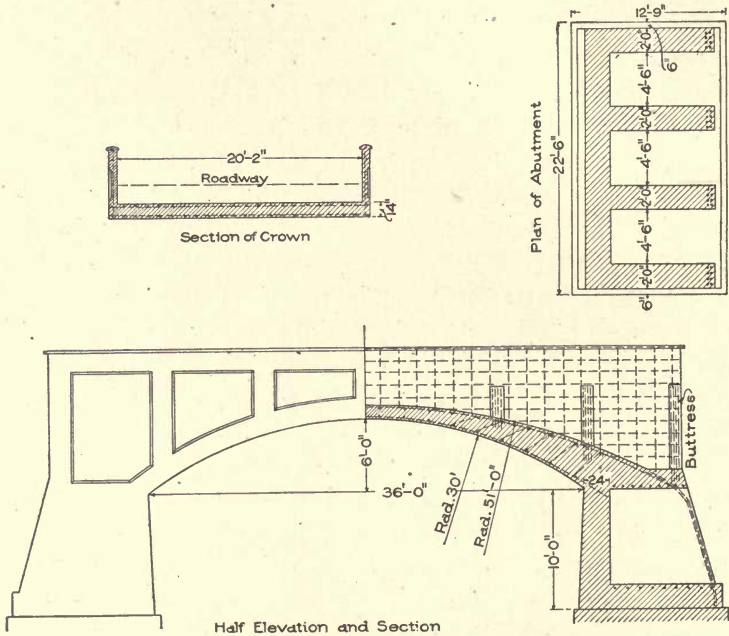 12'-9"
2'-0"
6"
4'-6"
2'-0"
4'-6"
2'-0"
4'-6"
2'-0"
6"
22'-6"
Plan of Abutment
20'-2"
Roadway
14"
Section of Crown
6'-0"
36'-0"
Rad. 30'
Rad. 51'-0"
24
10'-0"
Buttress
Half Elevation and Section